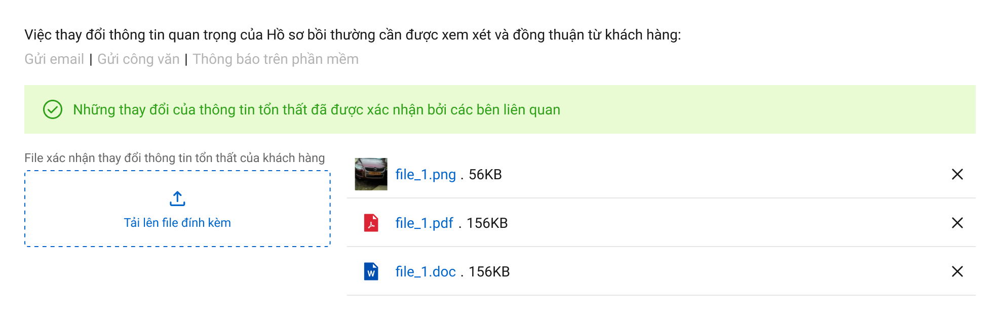 Việc thay đổi thông tin quan trọng của Hồ sơ bồi thường cần được xem xét và đồng thuận từ khách hàng:
Gửi email | Gửi công văn | Thông báo trên phần mềm
Những thay đổi của thông tin tổn thất đã được xác nhận bởi các bên liên quan
File xác nhận thay đổi thông tin tổn thất của khách hàng
Tải lên file đính kèm
file_1.png . 56KB
file_1.pdf . 156KB
W
file_1.doc . 156KB